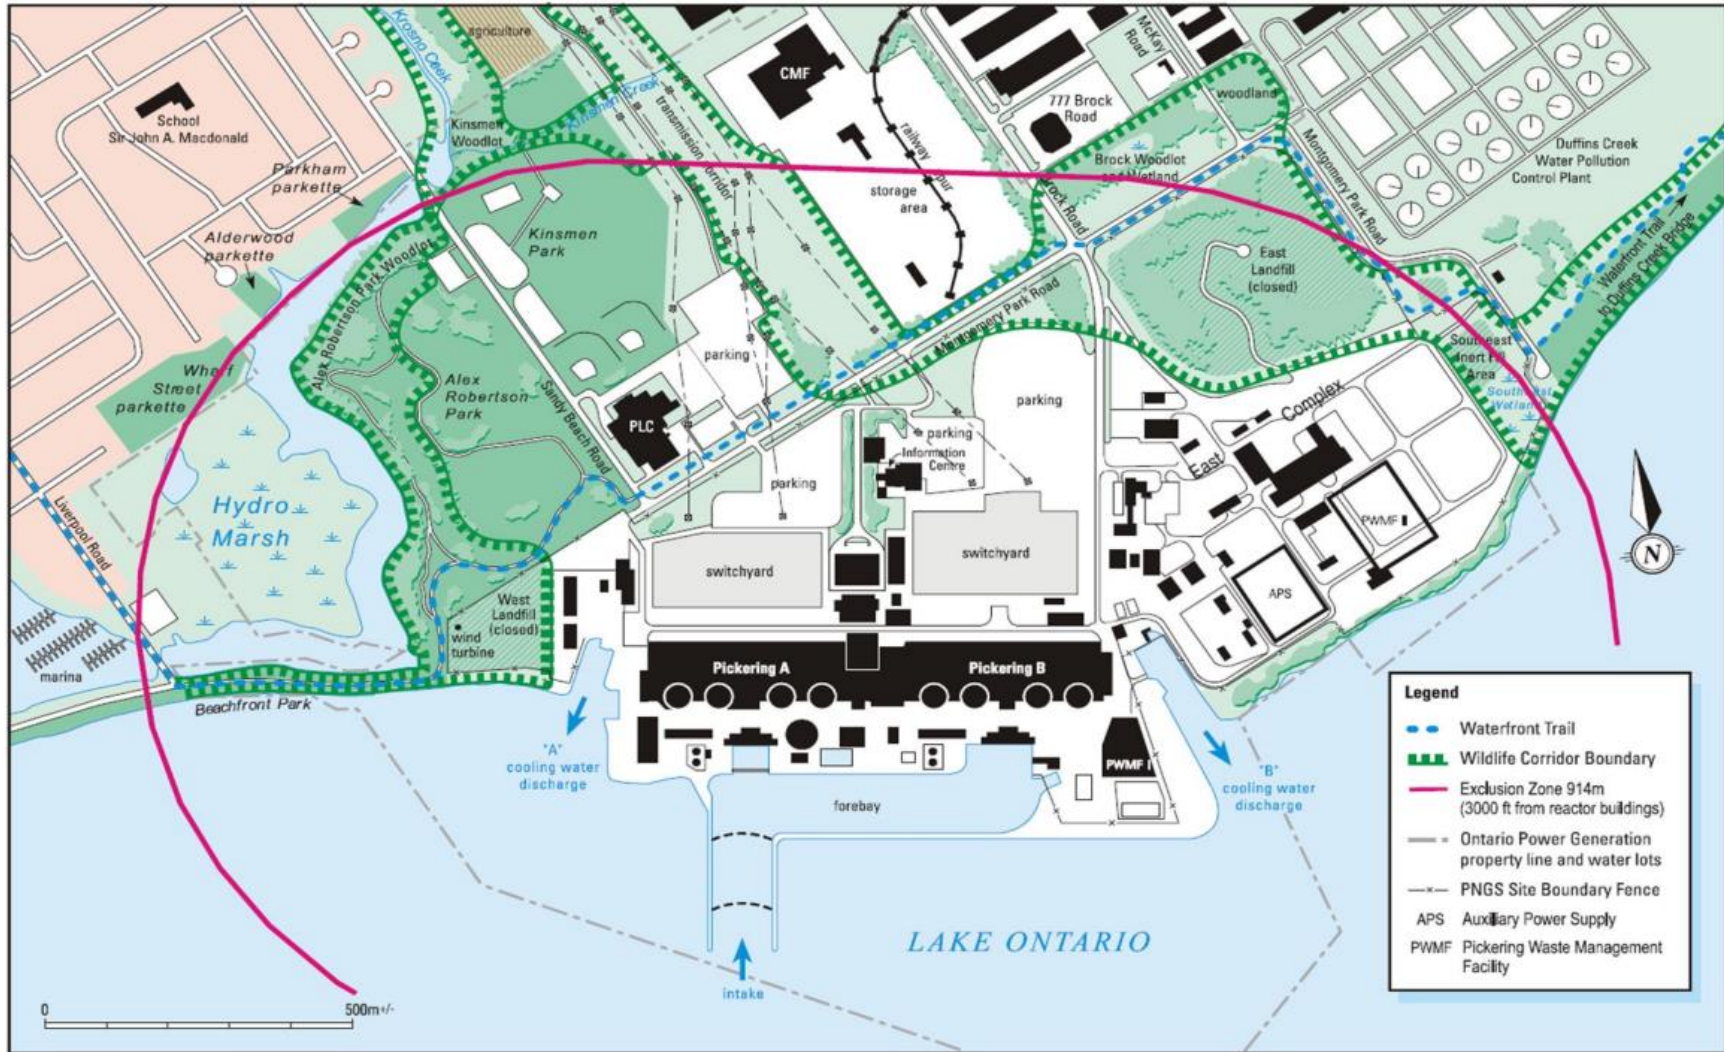 Krosno Ceek
agriculture
School
Sir John A. Macdonald
Kinsmen
Woodlot
Kinsmen Creek
transmission corridor
CMF
railway spur
storage
area
777 Brock
Road
McKay
Road
woodland
Brock Woodlot
and Wetland
Brock Road
Montgomery Park Road
Duffins Creek
Water Pollution
Control Plant
Waterfront Trail
to Duffins Creek Bridge
Parkham
parkette
Alderwood
parkette
Wharf
Street
parkette
Alex Robertson Park Woodlot
Kinsmen
Park
Alex
Robertson
Park
Sandy Beach Road
PLC
parking
Montgomery Park Road
East
Landfill
(closed)
Southeast
Inert Fill
Area
Southeast
Wetland
parking
parking
Information
Centre
parking
East Complex
PWMF
APS
Hydro
Marsh
Liverpool Road
marina
West
Landfill
(closed)
wind
turbine
Beachfront Park
switchyard
switchyard
Pickering A
Pickering B
"A"
cooling water
discharge
PWMF I
"B"
cooling water
discharge
forebay
intake
LAKE ONTARIO
N
0
500m+/-
Legend
Waterfront Trail
Wildlife Corridor Boundary
Exclusion Zone 914m
(3000 ft from reactor buildings)
Ontario Power Generation
property line and water lots
PNGS Site Boundary Fence
APS Auxiliary Power Supply
PWMF Pickering Waste Management
Facility